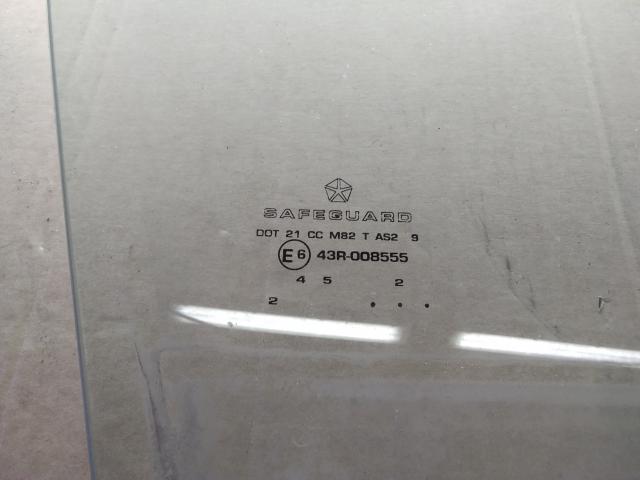 SAFEGUARD
DOT 21 CC M82 T AS2 9
E6 43R-008555
4 5 2
2 . . .